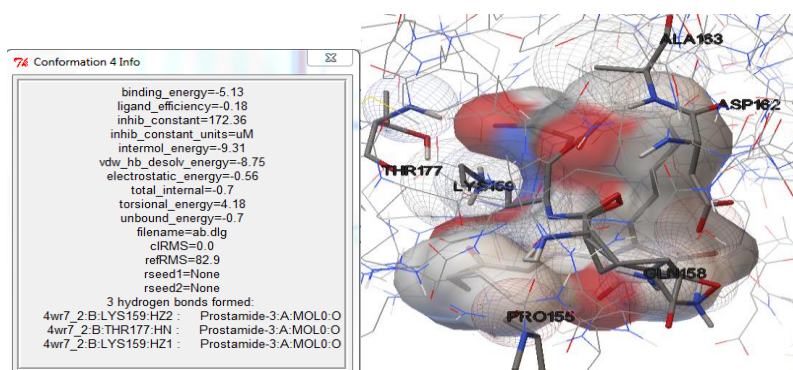 Conformation 4 Info
binding_energy=-5.13
ligand_efficiency=-0.18
inhib_constant=172.36
inhib_constant_units=uM
intermol_energy=-9.31
vdw_hb_desolv_energy=-8.75
electrostatic_energy=-0.56
total_internal=-0.7
torsional_energy=4.18
unbound_energy=-0.7
filename=ab.dlg
clRMS=0.0
refRMS=82.9
rseed1=None
rseed2=None
3 hydrogen bonds formed:
4wr7_2:B:LYS159:HZ2 : Prostamide-3:A:MOL0:O
4wr7_2:B:THR177:HN : Prostamide-3:A:MOL0:O
4wr7_2:B:LYS159:HZ1 : Prostamide-3:A:MOL0:O
ALA163
ASP162
THR177
LYS159
GLN158
PRO155